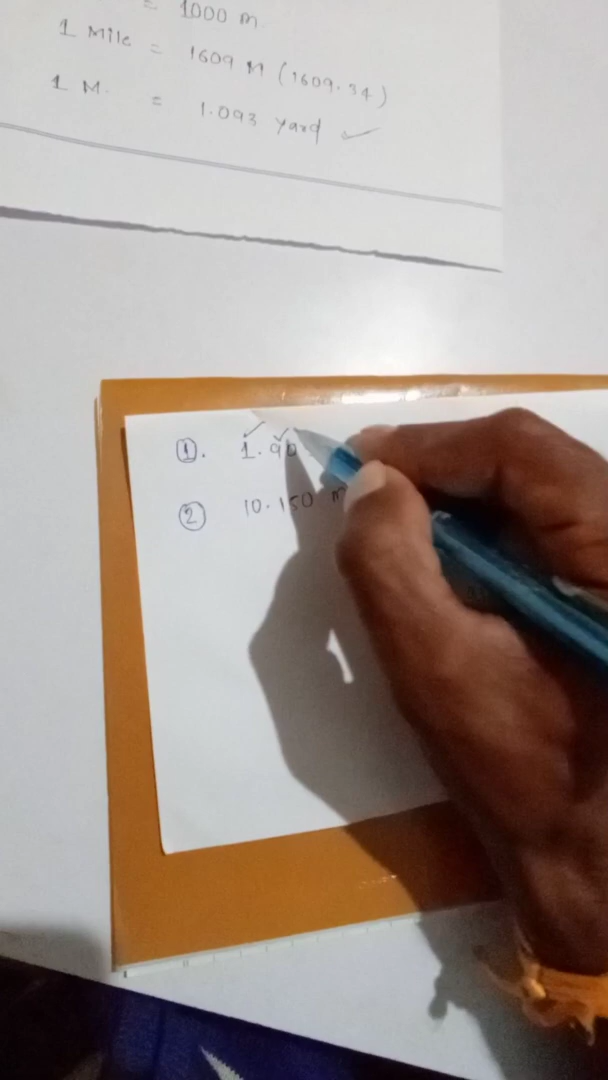 = 1000 m.
1 Mile = 1609 M (1609.34)
1 M. = 1.093 yard ✓
①. 1.90
② 10.150 m